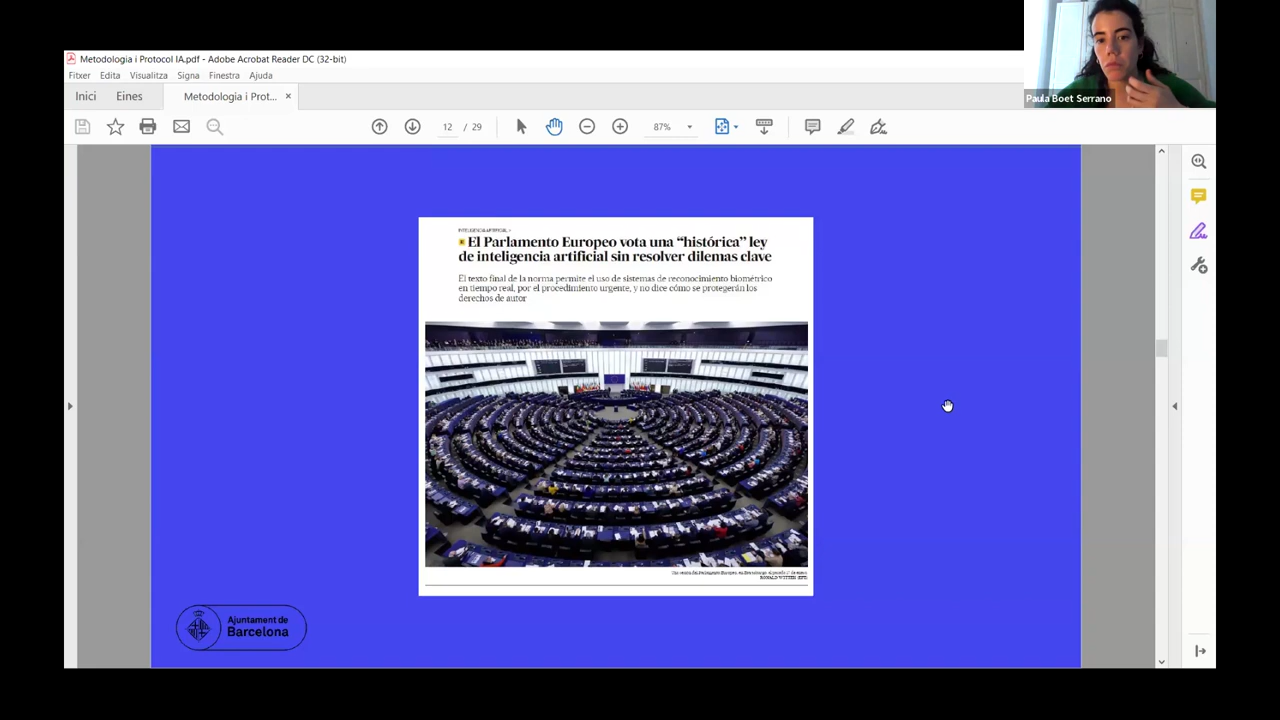 Metodologia i Protocol IA.pdf - Adobe Acrobat Reader DC (32-bit)
Fitxer Edita Visualitza Signa Finestra Ajuda
Inici Eines Metodologia i Prot... ×
12 / 29 87%
Paula Boet Serrano
INTELIGENCIA ARTIFICIAL
El Parlamento Europeo vota una “histórica” ley
de inteligencia artificial sin resolver dilemas clave
El texto final de la norma permite el uso de sistemas de reconocimiento biométrico
en tiempo real, por el procedimiento urgente, y no dice cómo se protegerán los
derechos de autor
Ajuntament de
Barcelona